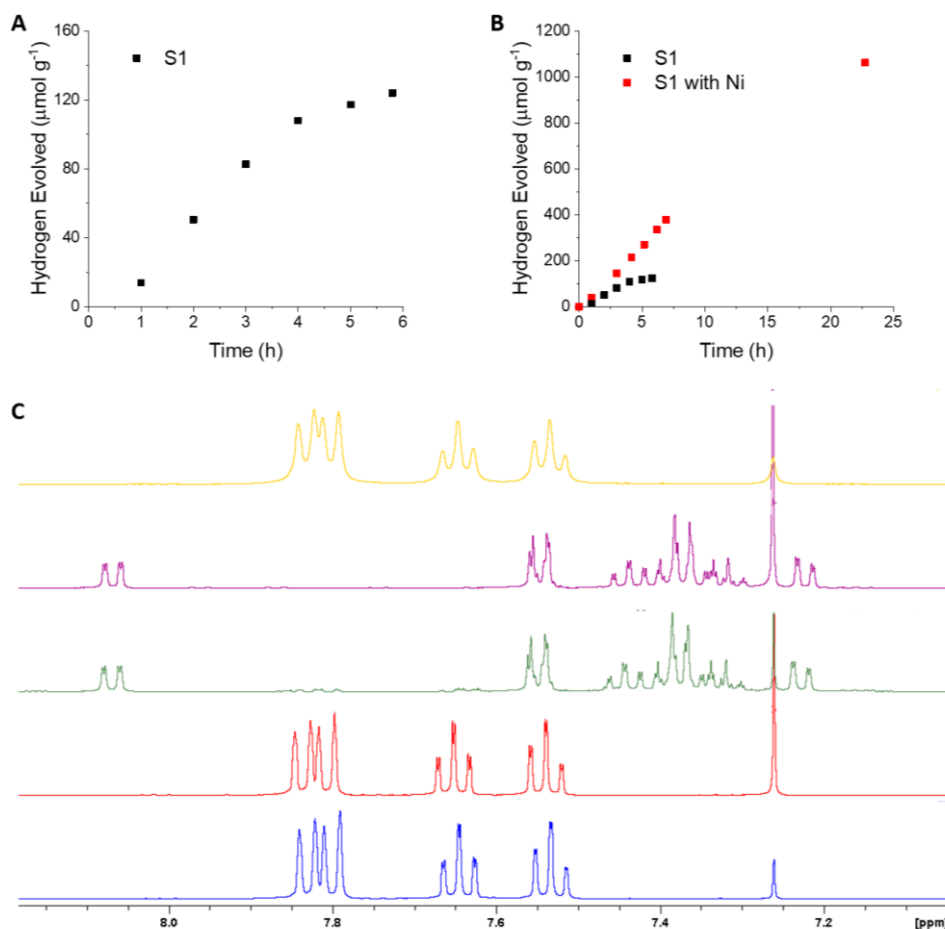 A
160
120
80
40
0
Hydrogen Evolved (µmol g⁻¹)
S1
0 1 2 3 4 5 6
Time (h)
B
1200
1000
800
600
400
200
0
Hydrogen Evolved (µmol g⁻¹)
S1
S1 with Ni
0 5 10 15 20 25
Time (h)
C
8.0 7.8 7.6 7.4 7.2 [ppm]